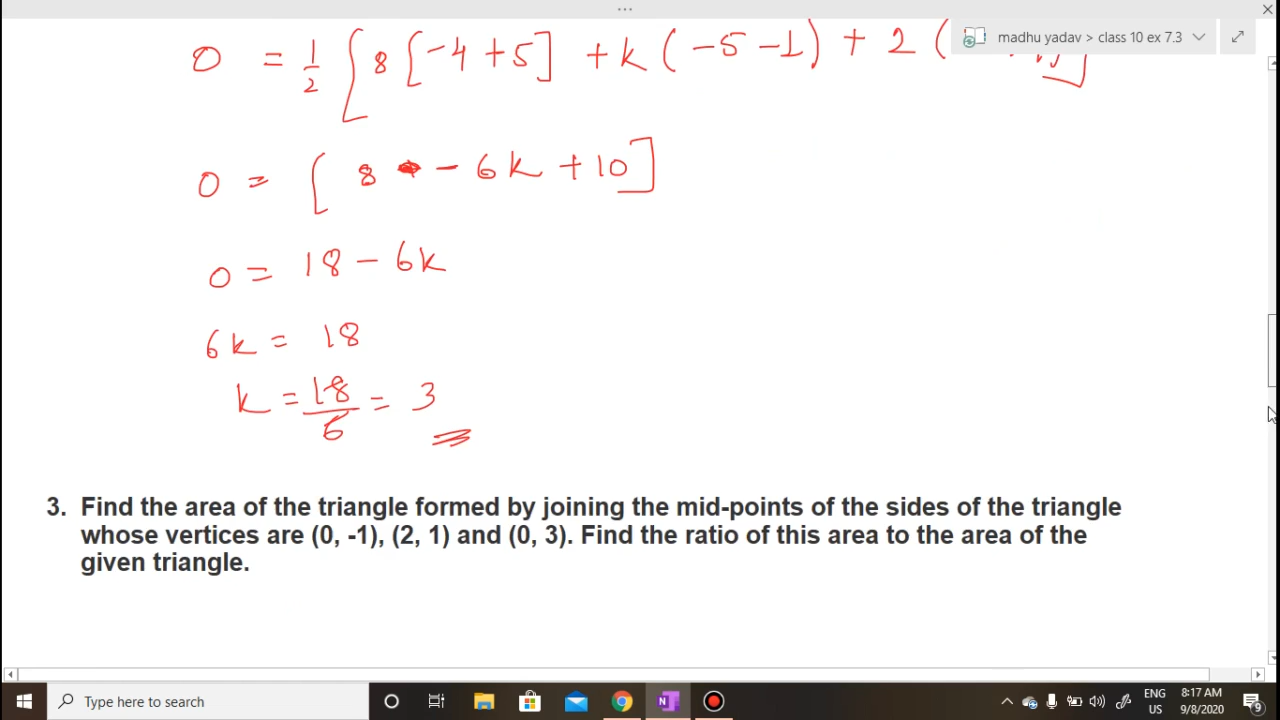 madhu yadav > class 10 ex 7.3
0 = 1/2 [ 8 [ -4 + 5 ] + k ( -5 - 1 ) + 2 (
0 = [ 8 - 6k + 10 ]
0 = 18 - 6k
6k = 18
k = 18/6 = 3
3. Find the area of the triangle formed by joining the mid-points of the sides of the triangle
whose vertices are (0, -1), (2, 1) and (0, 3). Find the ratio of this area to the area of the
given triangle.
Type here to search
ENG
US
8:17 AM
9/8/2020
9